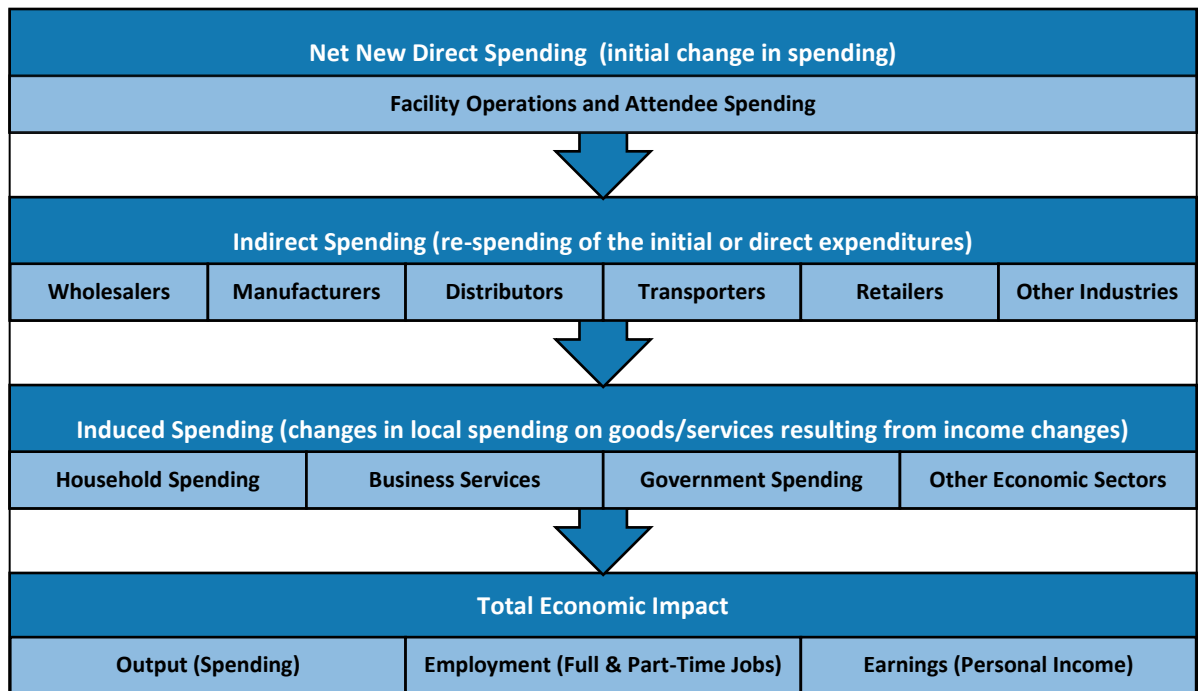 Net New Direct Spending (initial change in spending)
Facility Operations and Attendee Spending
Indirect Spending (re-spending of the initial or direct expenditures)
Wholesalers Manufacturers Distributors Transporters Retailers Other Industries
Induced Spending (changes in local spending on goods/services resulting from income changes)
Household Spending Business Services Government Spending Other Economic Sectors
Total Economic Impact
Output (Spending) Employment (Full & Part-Time Jobs) Earnings (Personal Income)